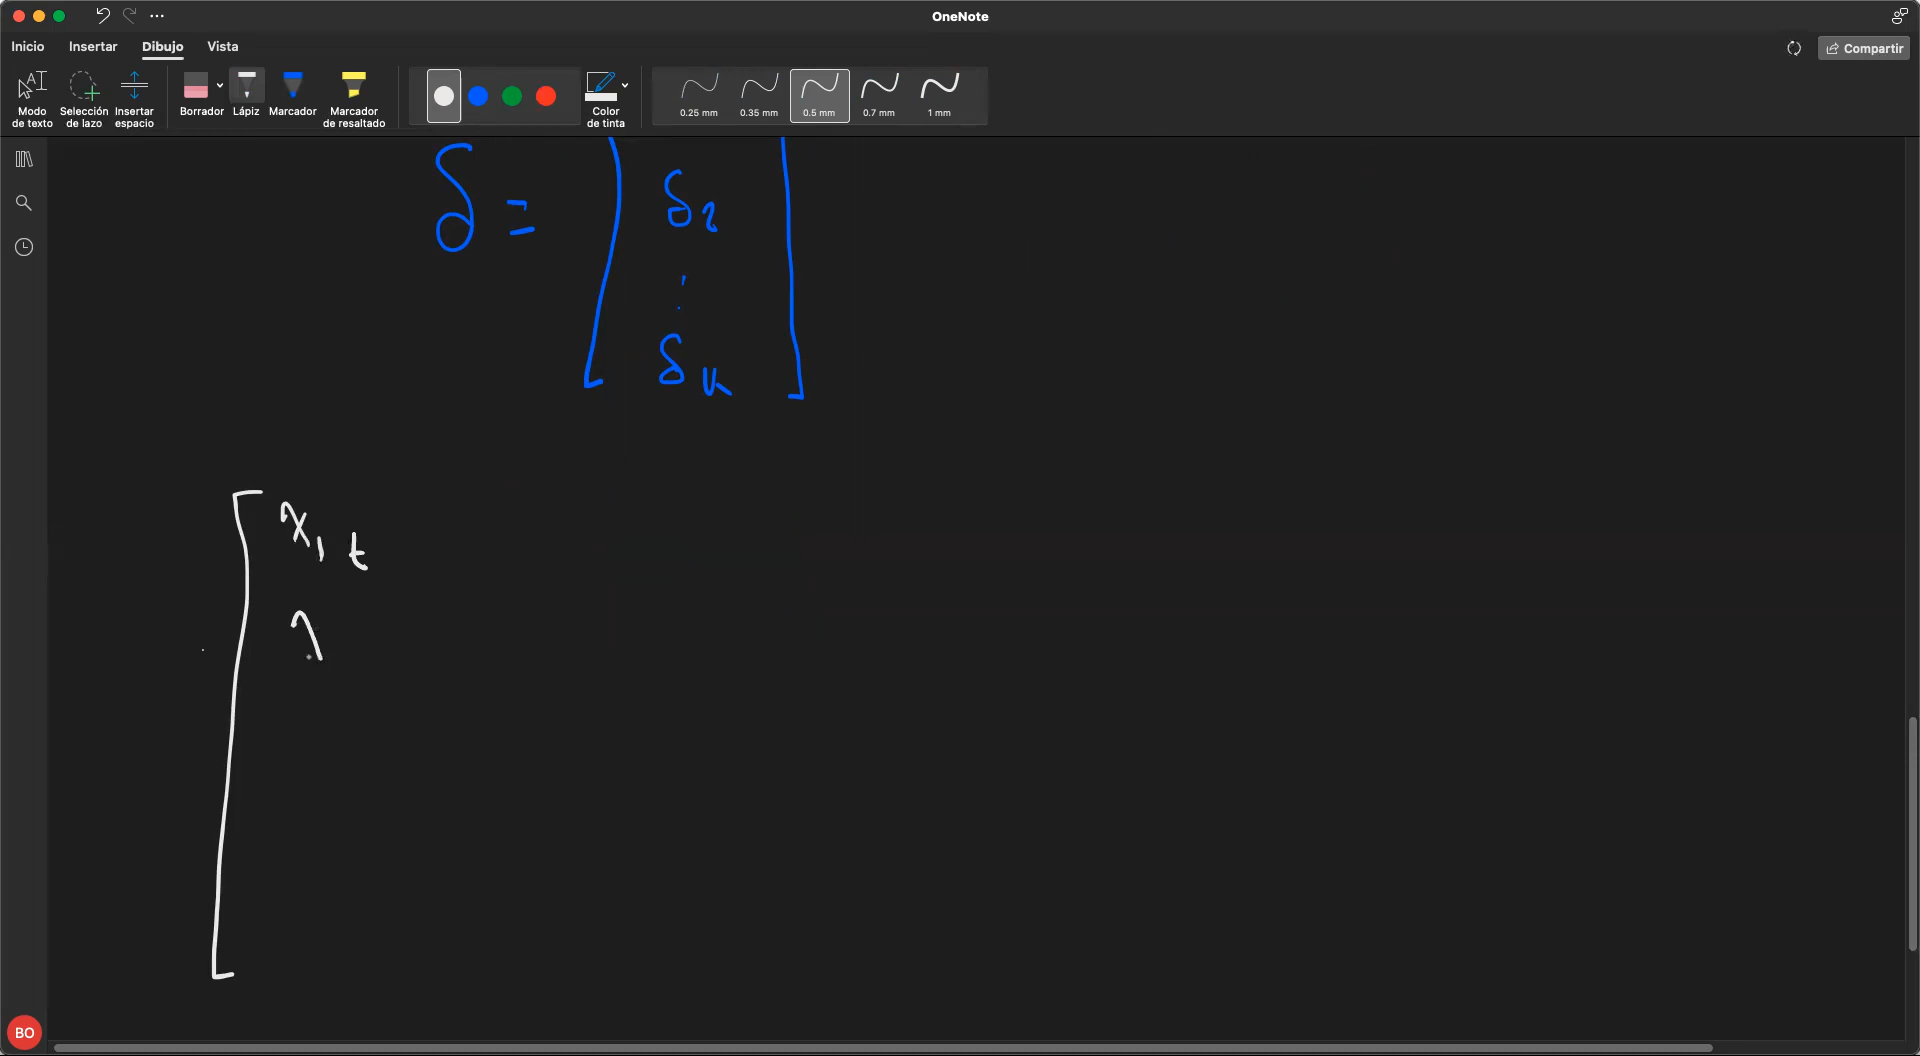 OneNote
Inicio Insertar Dibujo Vista
Compartir
Modo de texto
Selección de lazo
Insertar espacio
Borrador
Lápiz
Marcador
Marcador de resaltado
Color de tinta
0.25 mm
0.35 mm
0.5 mm
0.7 mm
1 mm
δ =
δ2
⋮
δk
x1 t
BO